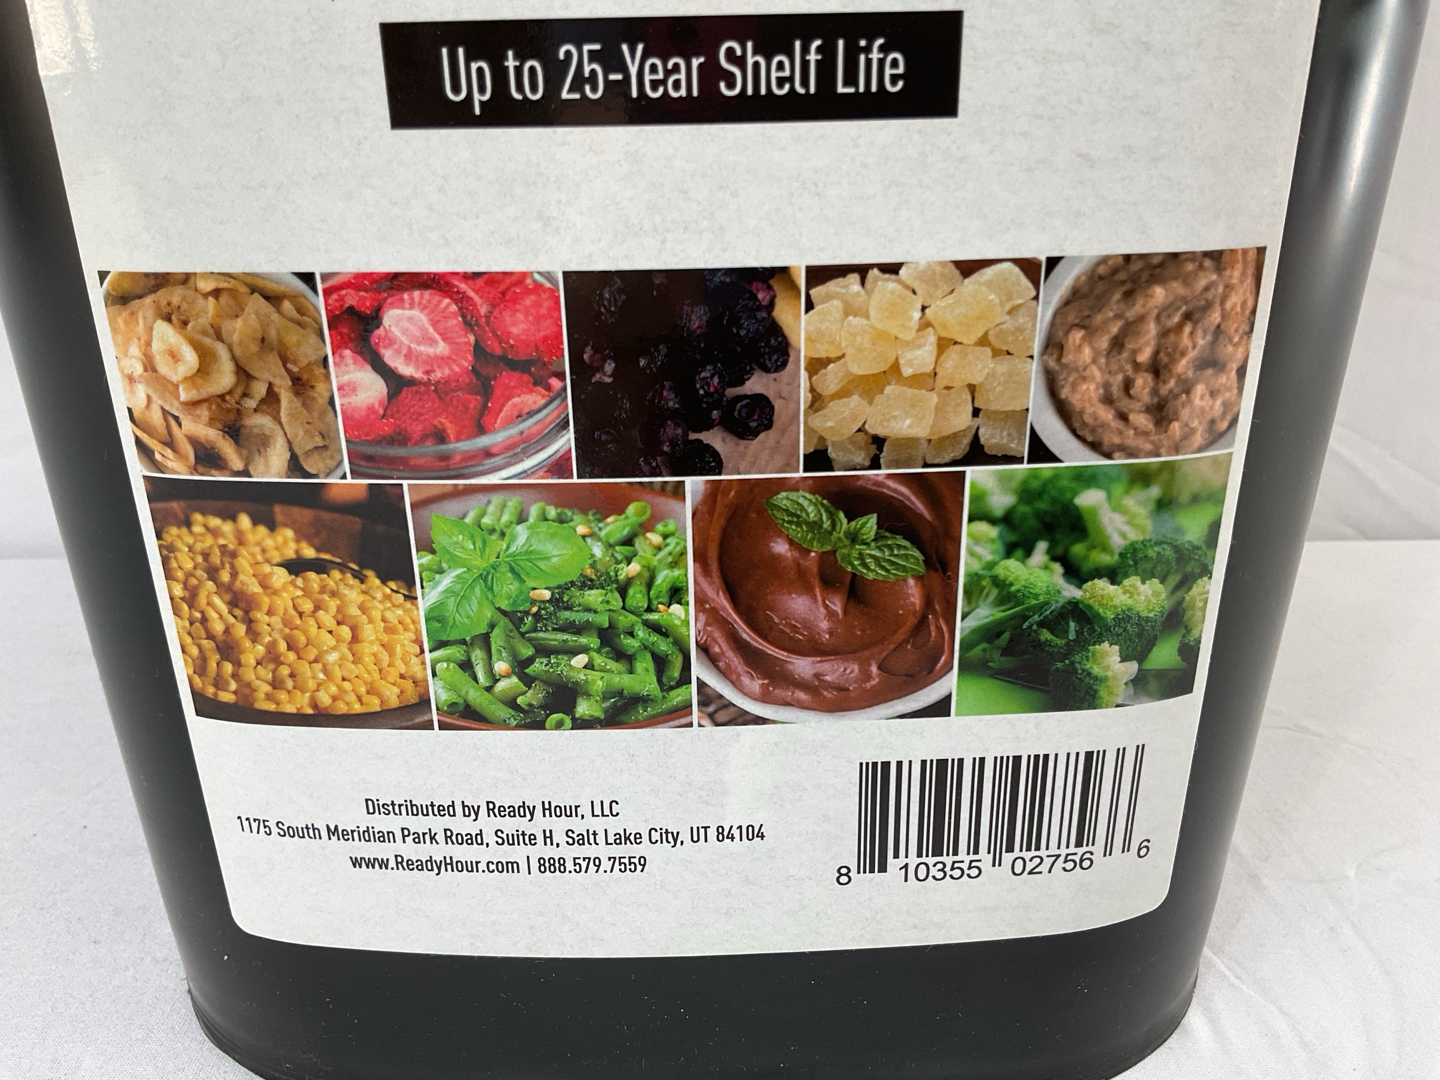 Up to 25-Year Shelf Life
Distributed by Ready Hour, LLC
1175 South Meridian Park Road, Suite H, Salt Lake City, UT 84104
www.ReadyHour.com | 888.579.7559
8 10355 02756 6